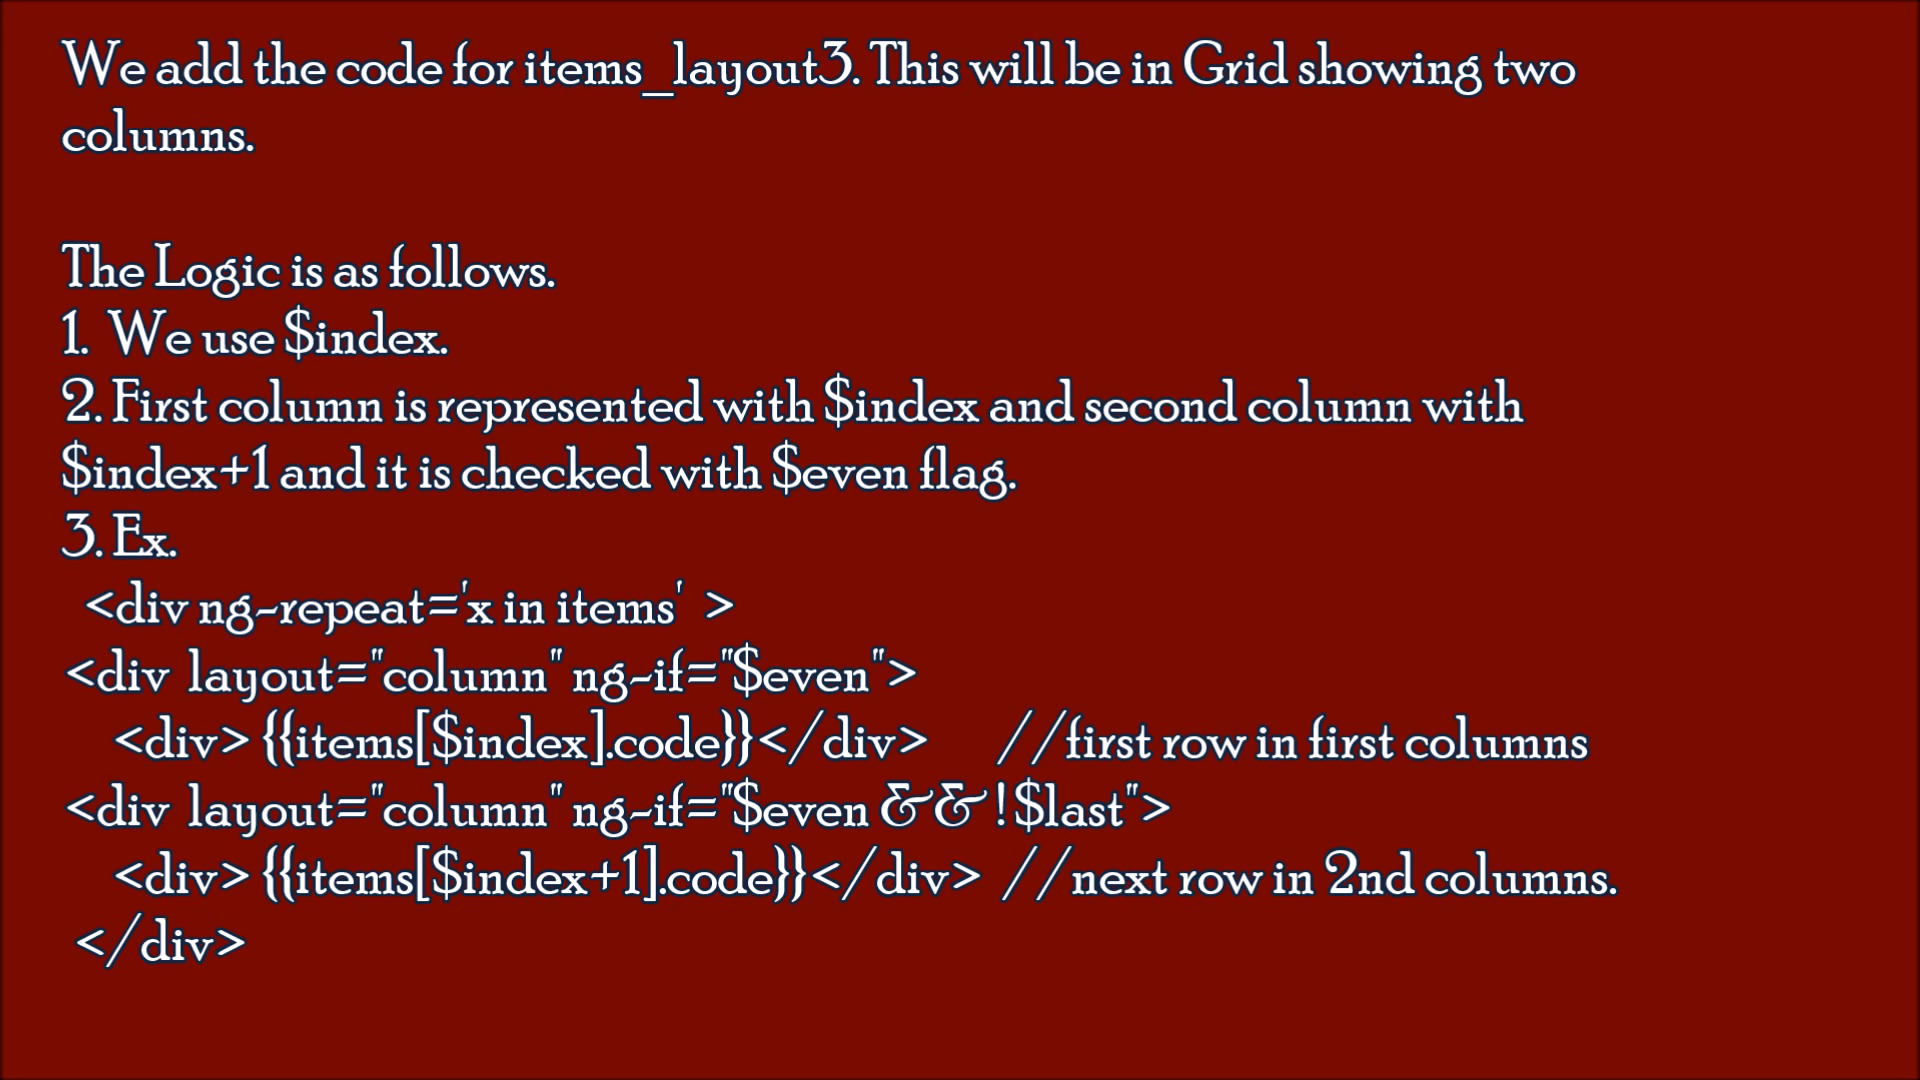 We add the code for items_layout3. This will be in Grid showing two
columns.
The Logic is as follows.
1. We use $index.
2. First column is represented with $index and second column with
$index+1 and it is checked with $even flag.
3. Ex.
<div ng-repeat='x in items' >
<div layout="column" ng-if="$even">
<div> {{items[$index].code}}</div> //first row in first columns
<div layout="column" ng-if="$even && !$last">
<div> {{items[$index+1].code}}</div> //next row in 2nd columns.
</div>